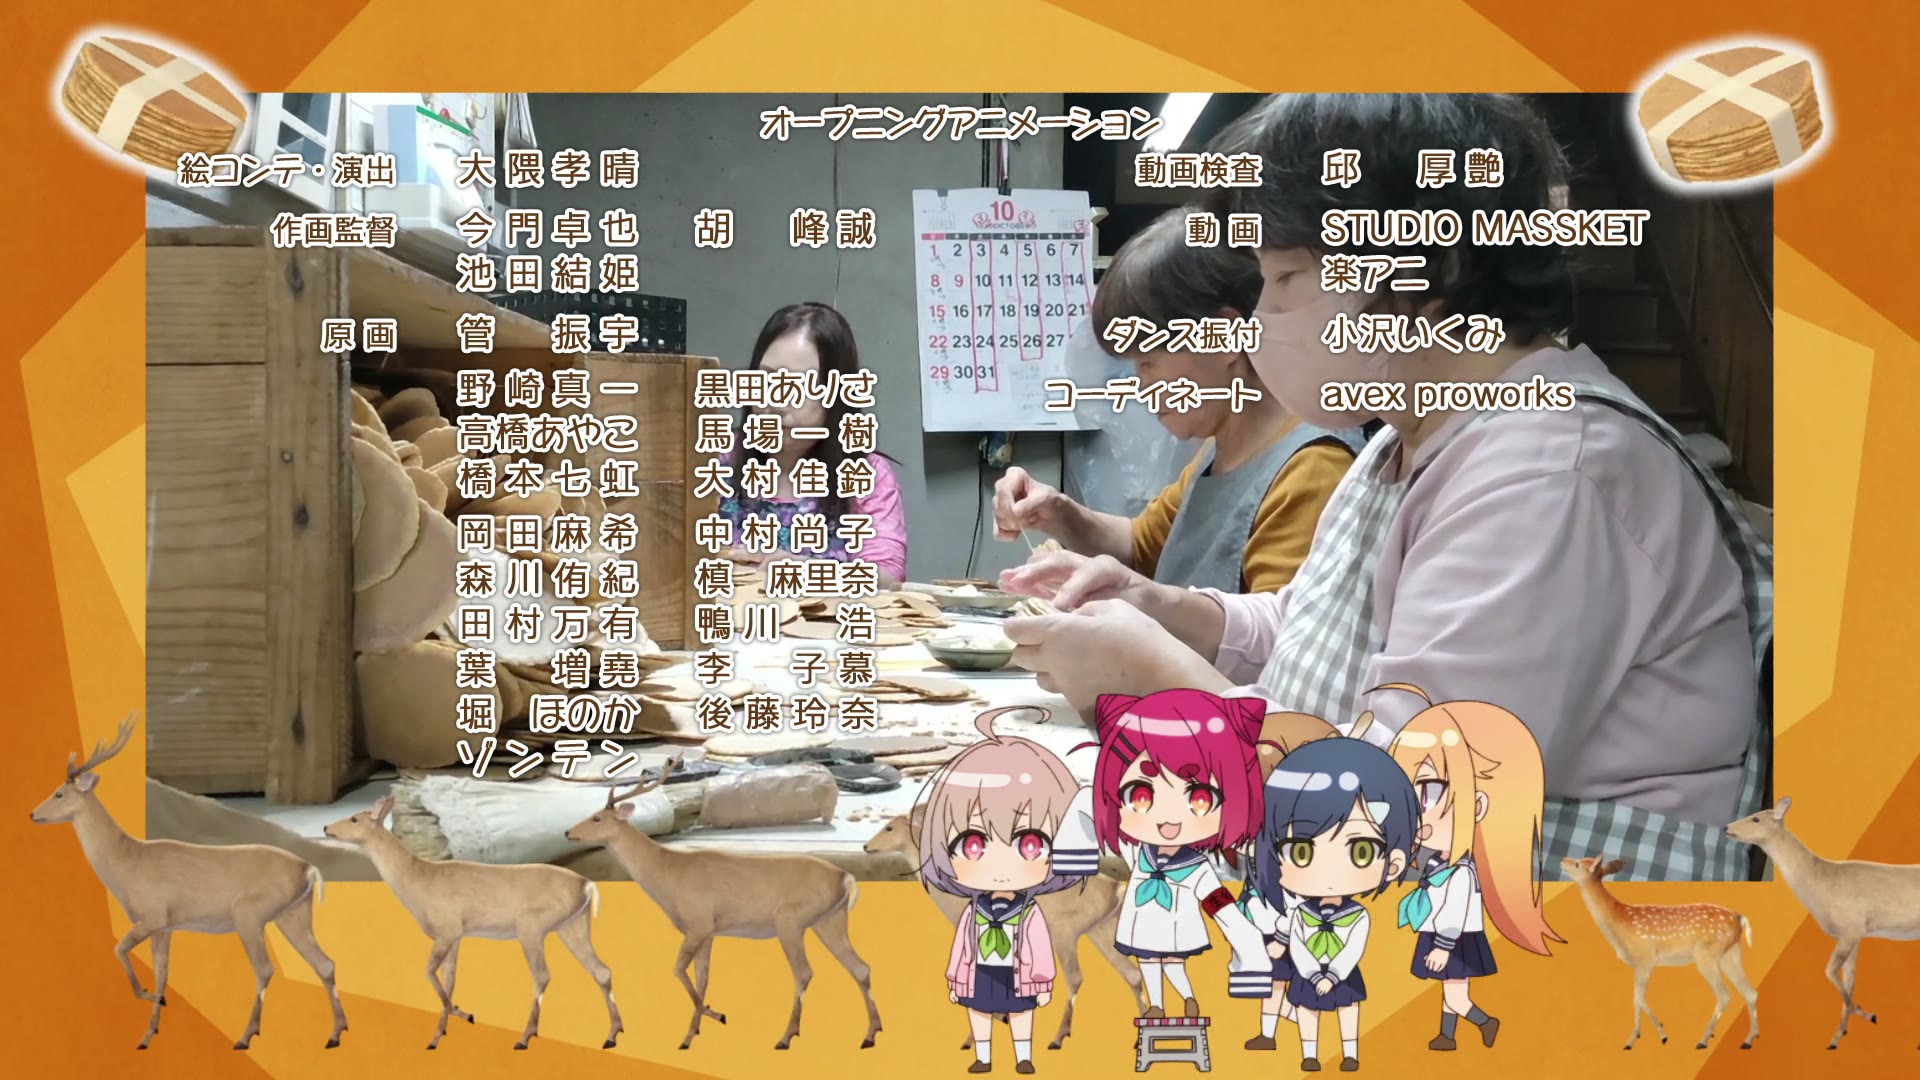 オープニングアニメーション
絵コンテ・演出 大隈孝晴
作画監督 今門卓也 胡 峰誠
池田結姫
原画 管 振宇
野崎真一 黒田ありさ
高橋あやこ 馬場一樹
橋本七虹 大村佳鈴
岡田麻希 中村尚子
森川侑紀 槙 麻里奈
田村万有 鴨川 浩
葉 増堯 李 子慕
堀 ほのか 後藤玲奈
ゾンテン
動画検査 邱 厚艶
動画 STUDIO MASSKET
楽アニ
ダンス振付 小沢いくみ
コーディネート avex proworks
10
OCTOBER
1 2 3 4 5 6 7
8 9 10 11 12 13 14
15 16 17 18 19 20 21
22 23 24 25 26 27
29 30 31